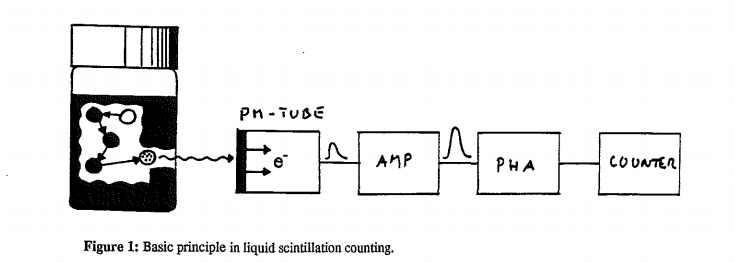 PM-TUBE
e⁻
AMP
PHA
COUNTER
Figure 1: Basic principle in liquid scintillation counting.